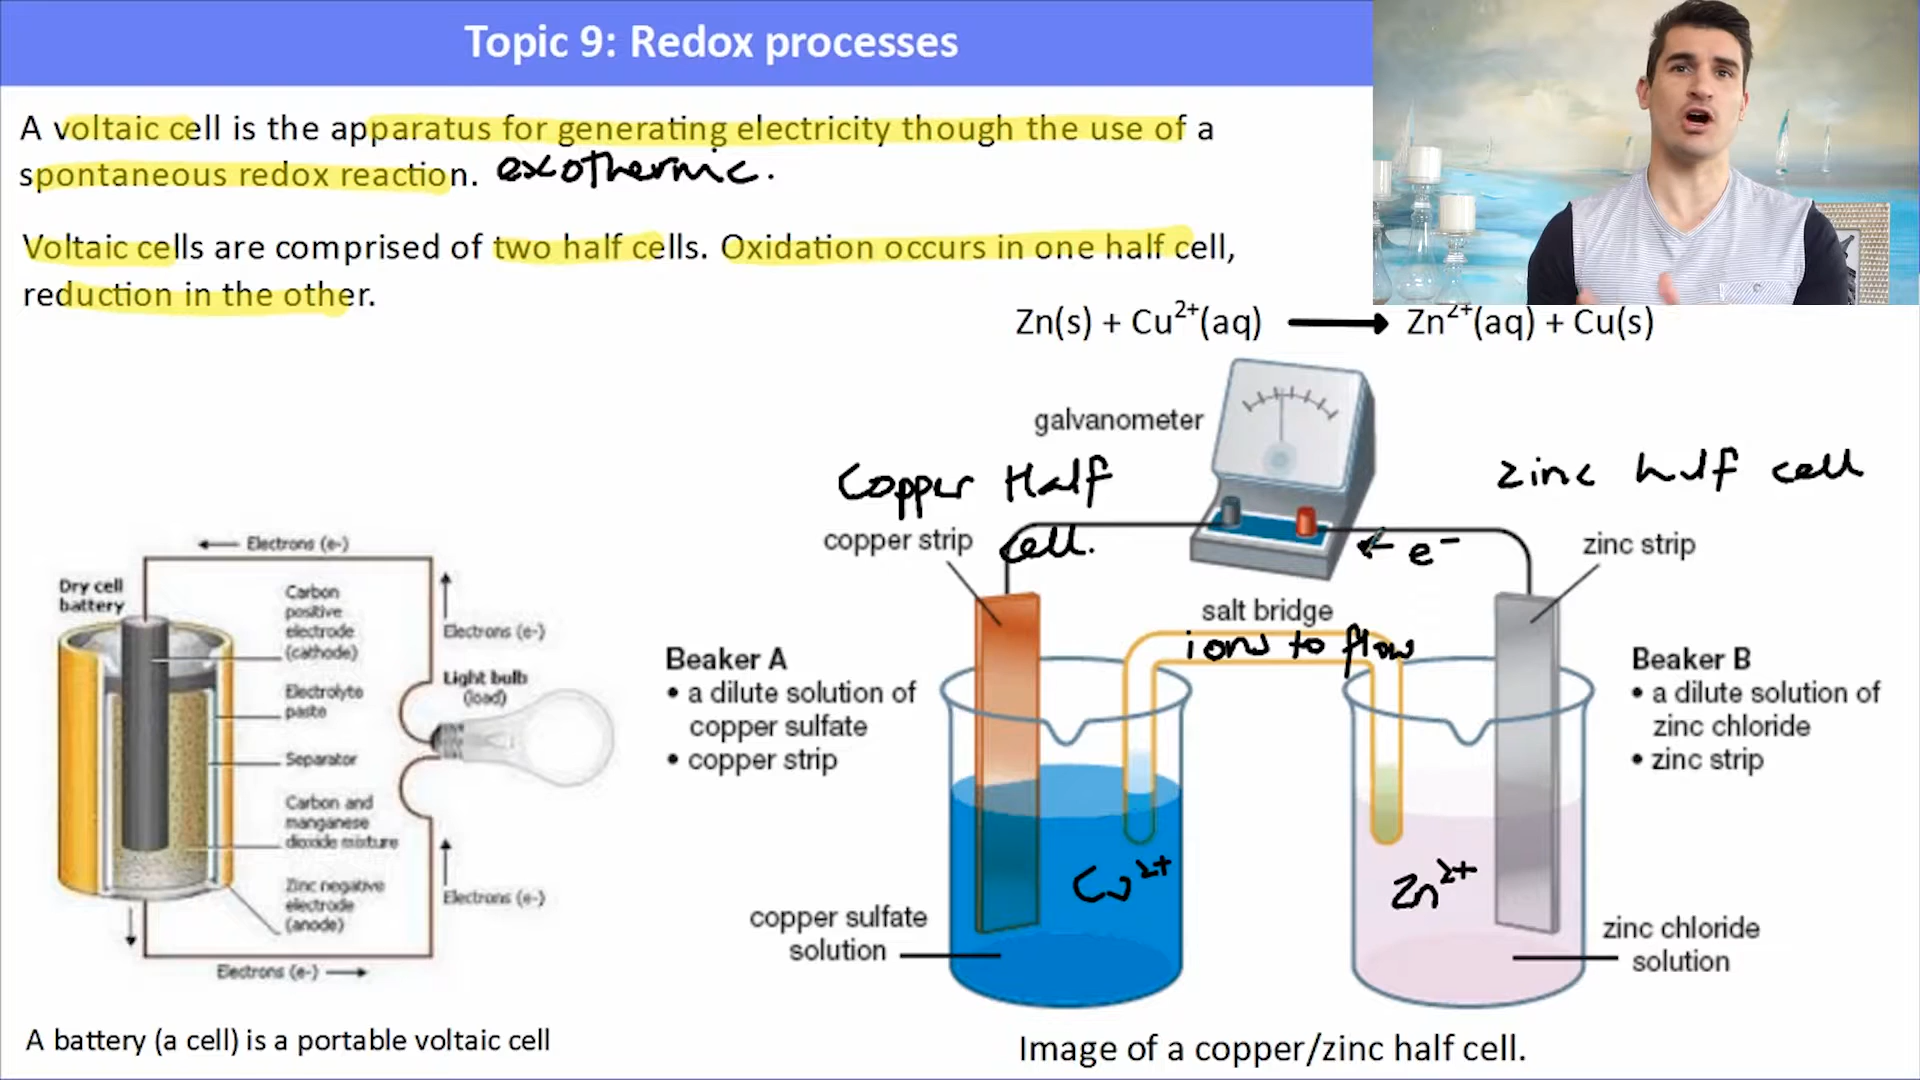 Topic 9: Redox processes
A voltaic cell is the apparatus for generating electricity though the use of a
spontaneous redox reaction. exothermic.
Voltaic cells are comprised of two half cells. Oxidation occurs in one half cell,
reduction in the other.
Zn(s) + Cu²⁺(aq) ⟶ Zn²⁺(aq) + Cu(s)
galvanometer
Copper Half
cell.
zinc half cell
copper strip
← e⁻
zinc strip
salt bridge
ions to flow
Beaker A
• a dilute solution of
copper sulfate
• copper strip
Beaker B
• a dilute solution of
zinc chloride
• zinc strip
Cu²⁺
Zn²⁺
copper sulfate
solution
zinc chloride
solution
Image of a copper/zinc half cell.
← Electrons (e-)
Dry cell
battery
Carbon
positive
electrode
(cathode)
Electrons (e-)
Electrolyte
paste
Light bulb
(load)
Separator
Carbon and
manganese
dioxide mixture
Zinc negative
electrode
(anode)
Electrons (e-)
Electrons (e-) →
A battery (a cell) is a portable voltaic cell